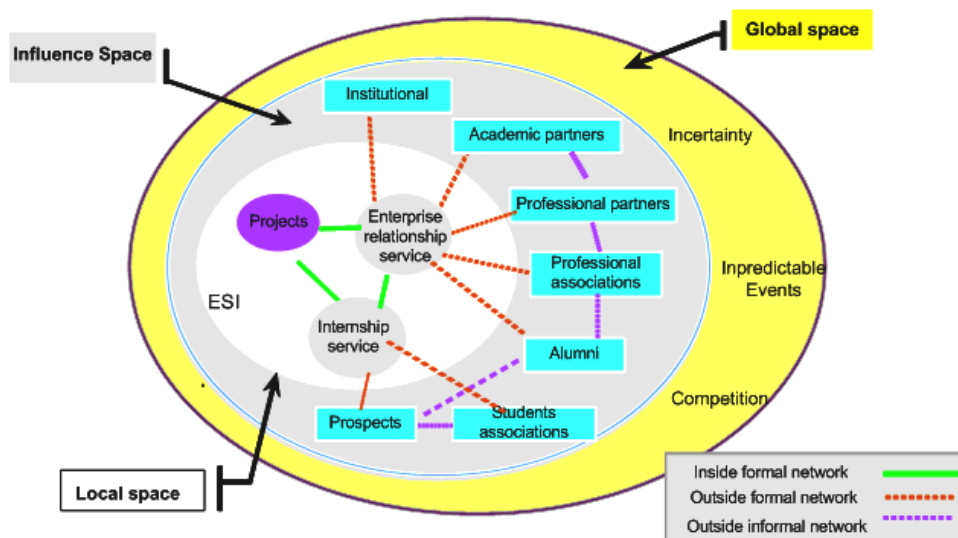 Influence Space
Global space
Institutional
Academic partners
Incertainty
Professional partners
Projects
Enterprise
relationship
service
Professional
associations
Inpredictable
Events
ESI
Internship
service
Alumni
Competition
Prospects
Students
associations
Local space
Inside formal network
Outside formal network
Outside informal network